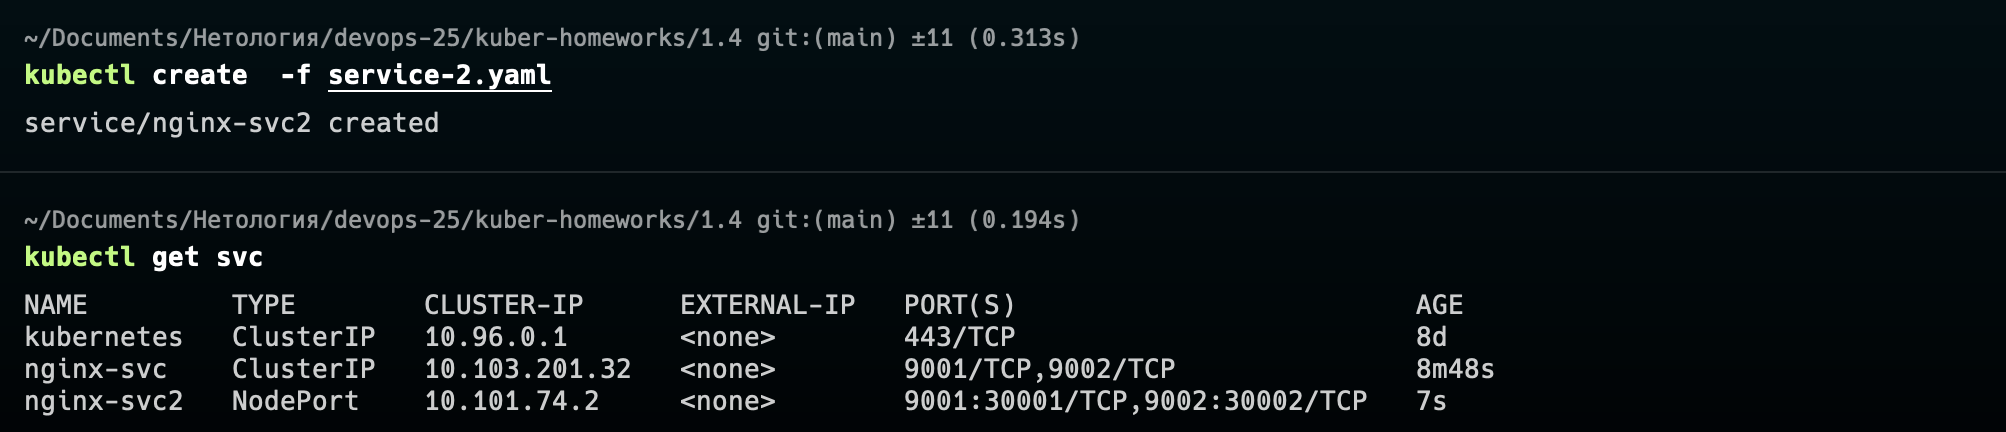 ~/Documents/Нетология/devops-25/kuber-homeworks/1.4 git:(main) ±11 (0.313s)
kubectl create  -f service-2.yaml
service/nginx-svc2 created
~/Documents/Нетология/devops-25/kuber-homeworks/1.4 git:(main) ±11 (0.194s)
kubectl get svc
NAME         TYPE        CLUSTER-IP      EXTERNAL-IP   PORT(S)                         AGE
kubernetes   ClusterIP   10.96.0.1       <none>        443/TCP                         8d
nginx-svc    ClusterIP   10.103.201.32   <none>        9001/TCP,9002/TCP               8m48s
nginx-svc2   NodePort    10.101.74.2     <none>        9001:30001/TCP,9002:30002/TCP   7s